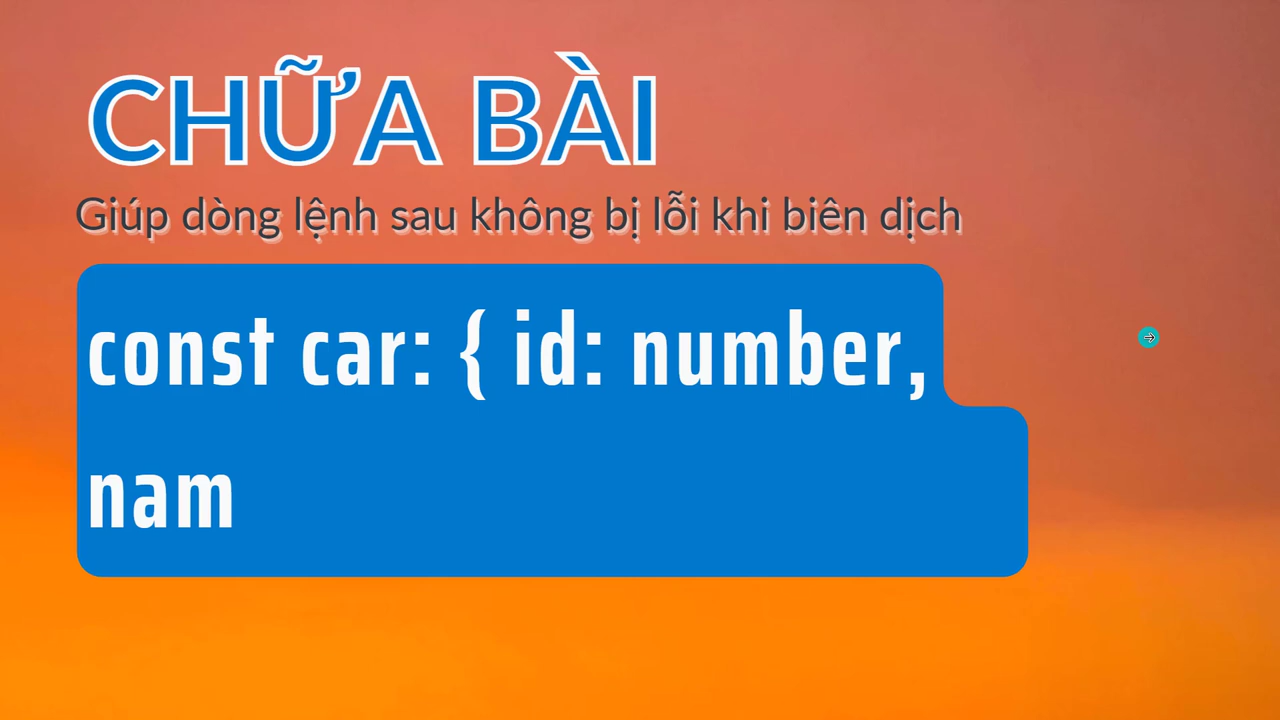 CHỮA BÀI
Giúp dòng lệnh sau không bị lỗi khi biên dịch
const car: { id: number,
nam